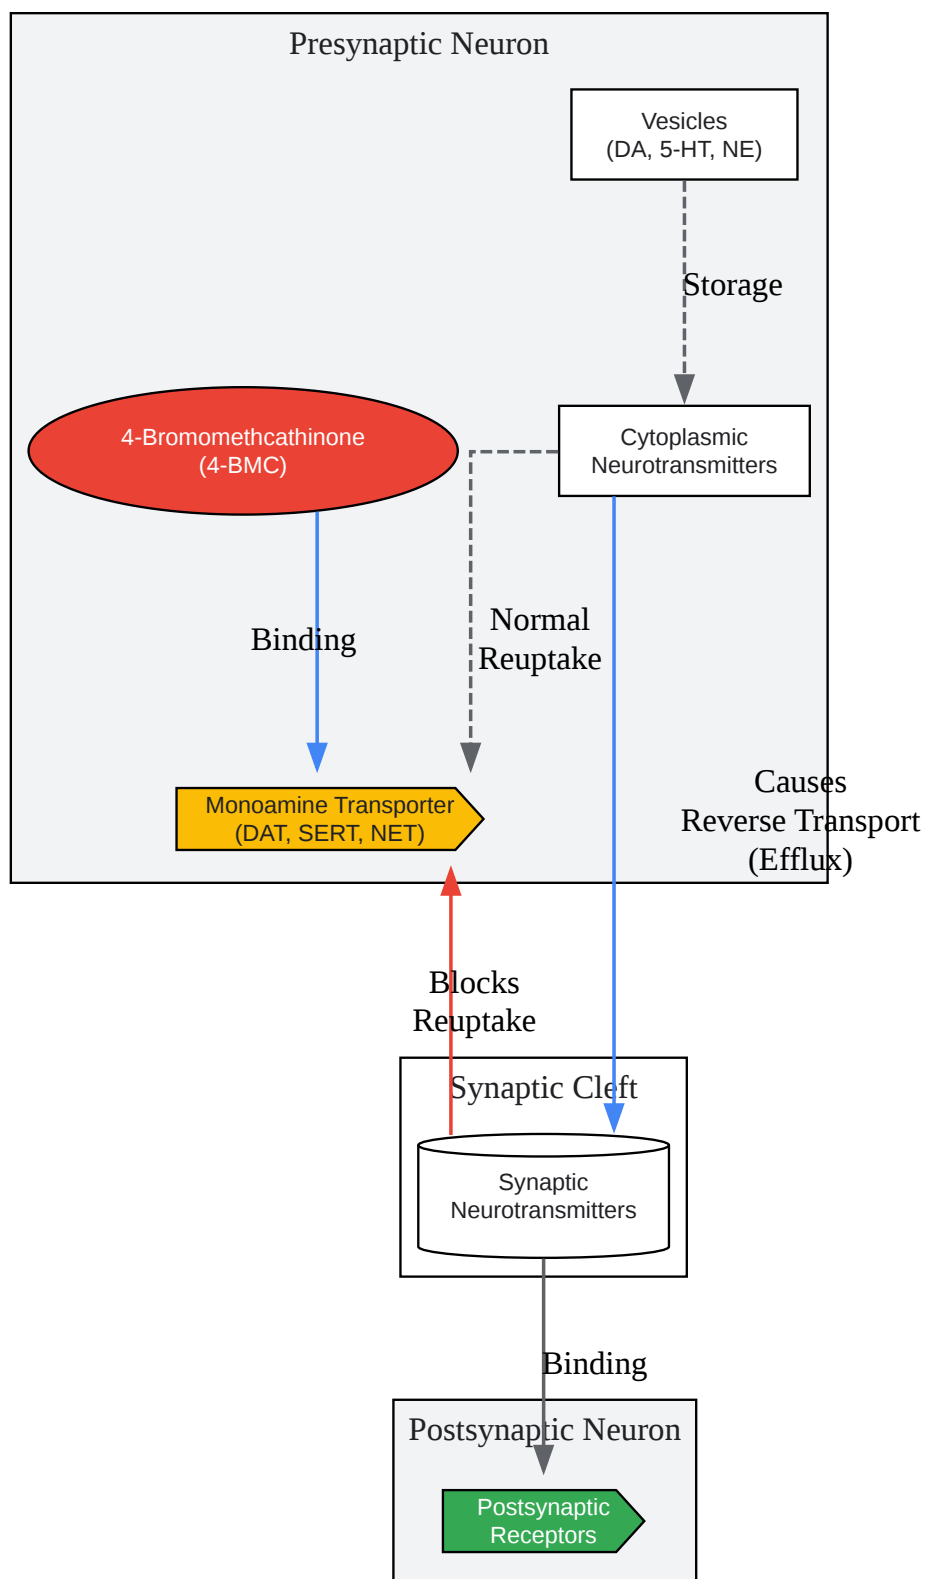 Presynaptic Neuron
Vesicles
(DA, 5-HT, NE)
Storage
4-Bromomethcathinone
(4-BMC)
Cytoplasmic
Neurotransmitters
Binding
Normal
Reuptake
Monoamine Transporter
(DAT, SERT, NET)
Causes
Reverse Transport
(Efflux)
Blocks
Reuptake
Synaptic Cleft
Synaptic
Neurotransmitters
Binding
Postsynaptic Neuron
Postsynaptic
Receptors